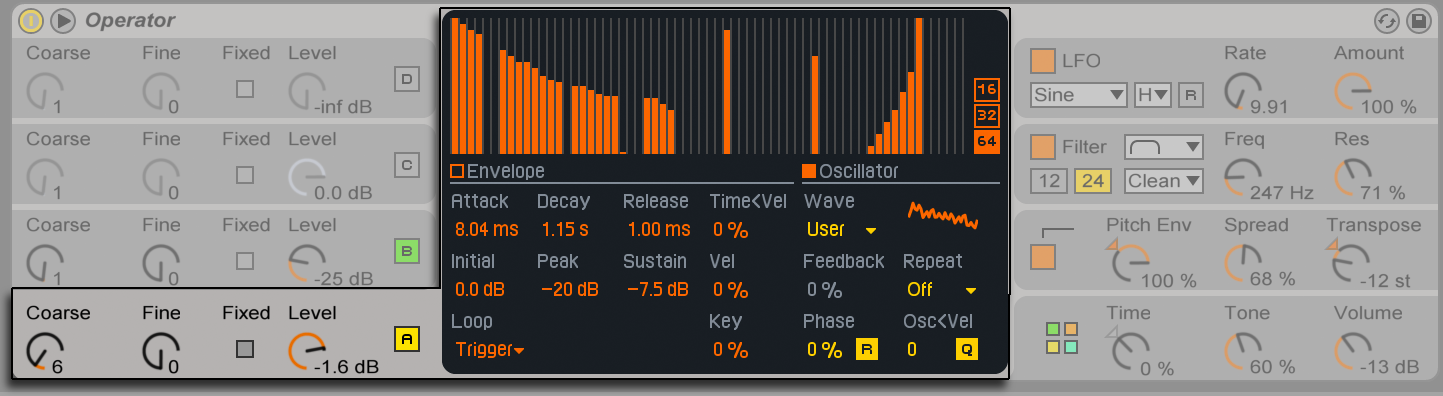 Operator
Coarse Fine Fixed Level
1 0 -inf dB D
Coarse Fine Fixed Level
1 0 0.0 dB C
Coarse Fine Fixed Level
1 0 -25 dB B
Coarse Fine Fixed Level
6 0 -1.6 dB A
16
32
64
Envelope Oscillator
Attack Decay Release Time<Vel Wave
8.04 ms 1.15 s 1.00 ms 0 % User
Initial Peak Sustain Vel Feedback Repeat
0.0 dB -20 dB -7.5 dB 0 % 0 % Off
Loop Key Phase Osc<Vel
Trigger 0 % 0 % R 0 Q
LFO Rate Amount
Sine H R 9.91 100 %
Filter Freq Res
12 24 Clean 247 Hz 71 %
Pitch Env Spread Transpose
100 % 68 % -12 st
Time Tone Volume
0 % 60 % -13 dB